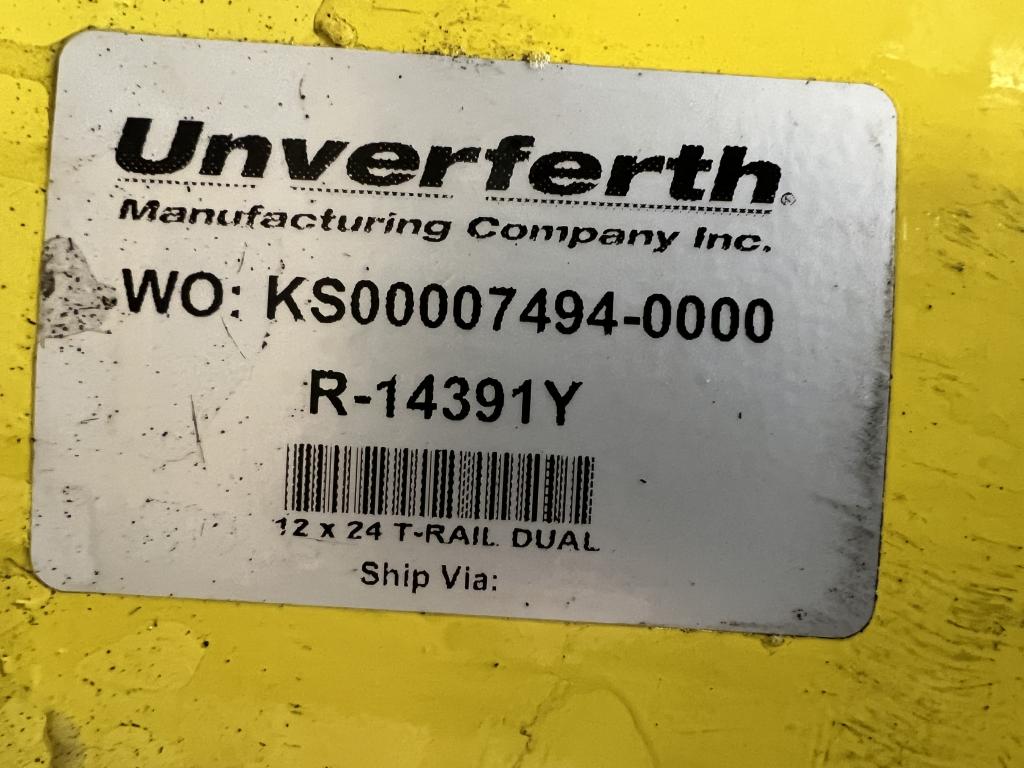 Unverferth®
Manufacturing Company Inc.
WO: KS00007494-0000
R-14391Y
12 x 24 T-RAIL DUAL
Ship Via: